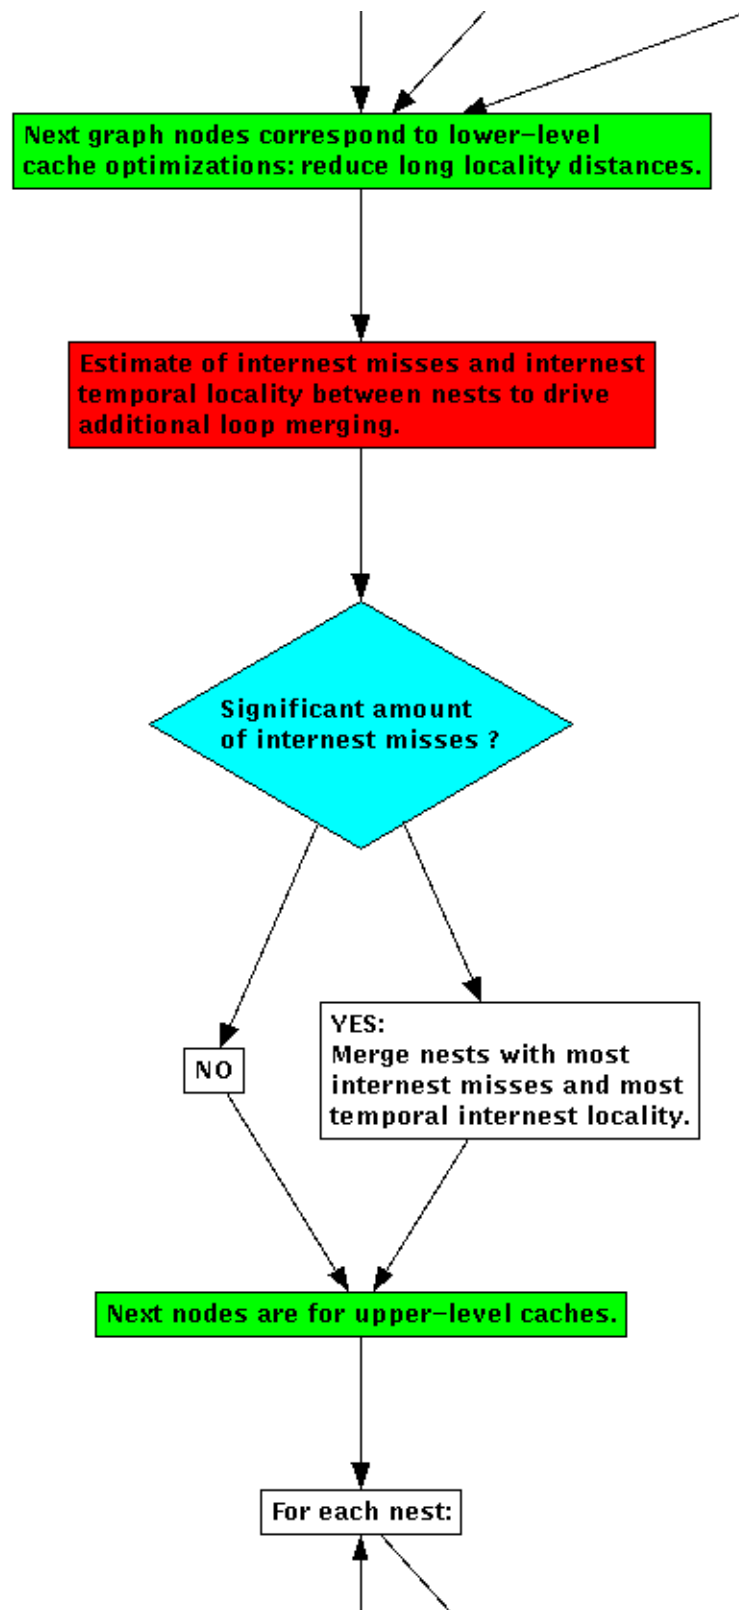 Next graph nodes correspond to lower-level
cache optimizations: reduce long locality distances.
Estimate of internest misses and internest
temporal locality between nests to drive
additional loop merging.
Significant amount
of internest misses ?
NO
YES:
Merge nests with most
internest misses and most
temporal internest locality.
Next nodes are for upper-level caches.
For each nest: